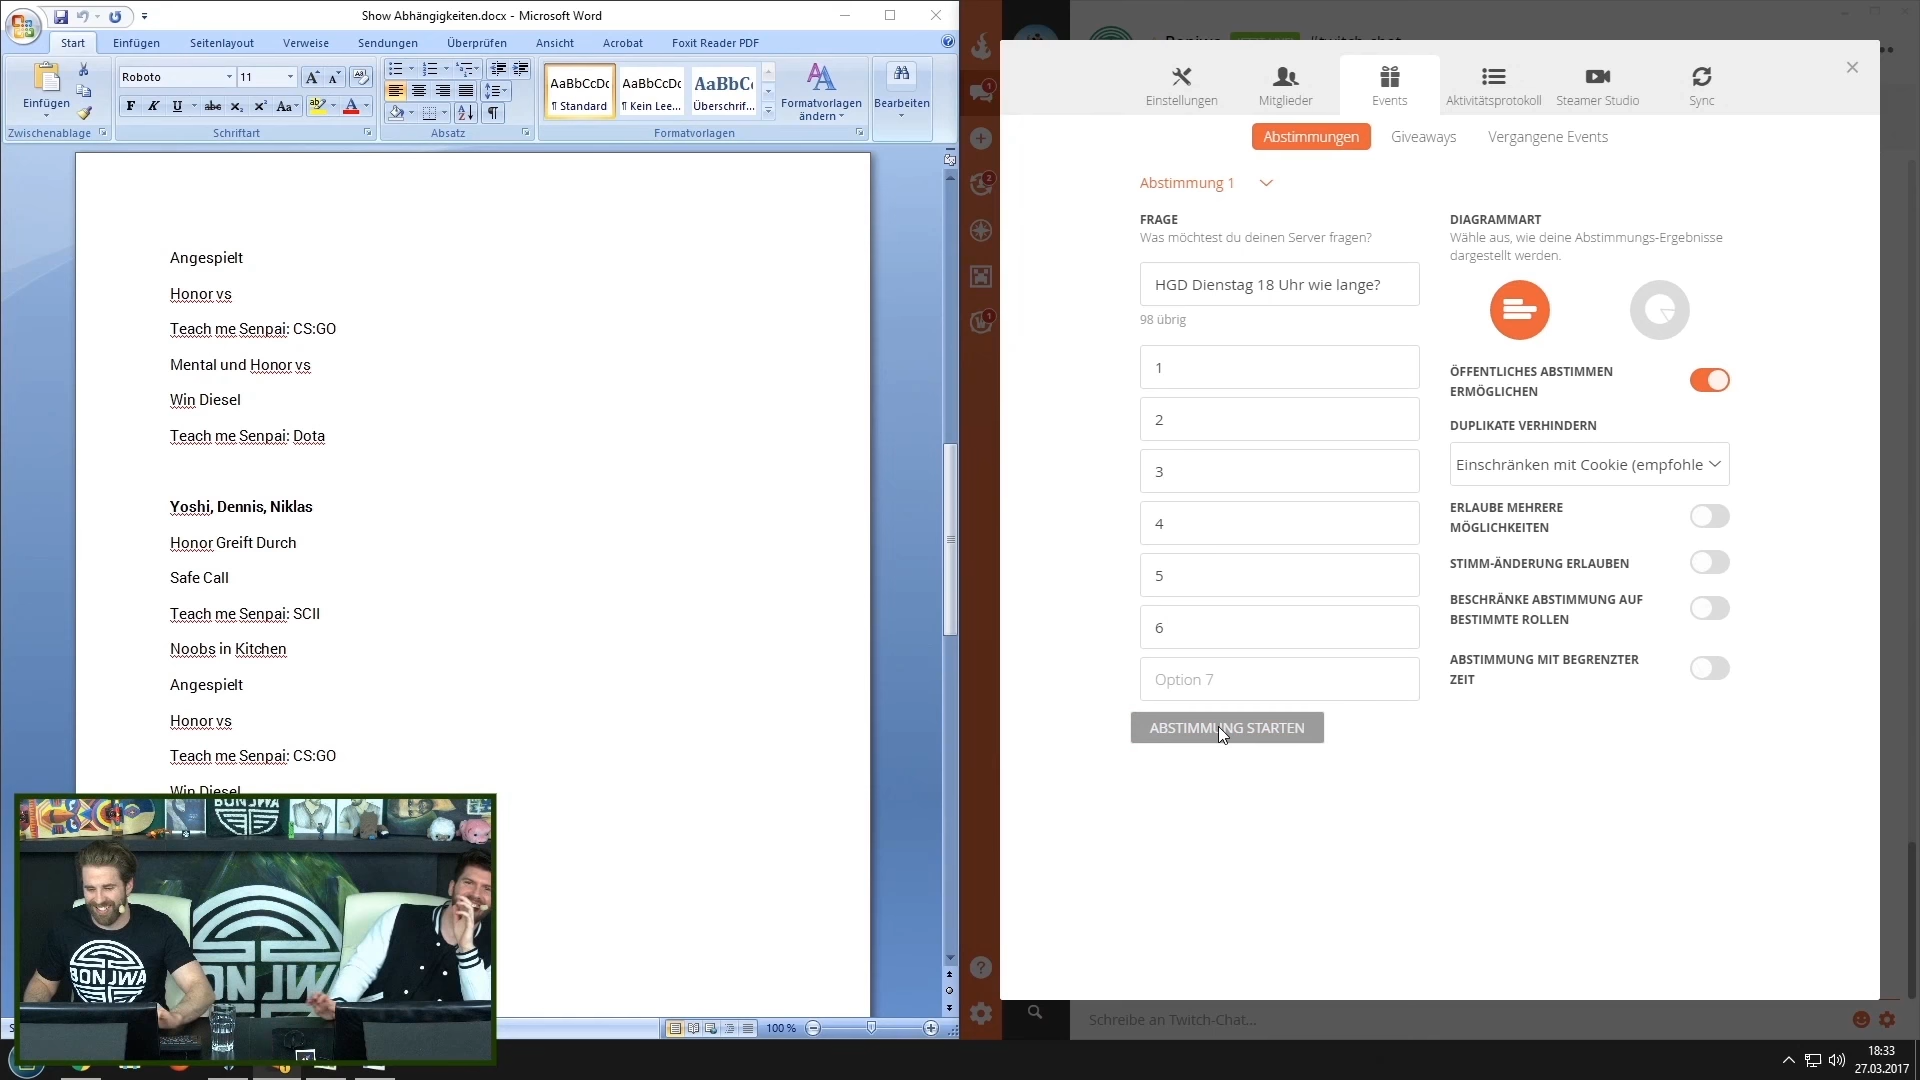 Show Abhängigkeiten.docx - Microsoft Word
Start Einfügen Seitenlayout Verweise Sendungen Überprüfen Ansicht Acrobat Foxit Reader PDF
Einfügen
Zwischenablage
Roboto 11
F K U abc x₂ x² Aa
Schriftart
Absatz
AaBbCcDc AaBbCcDc AaBbC
¶ Standard ¶ Kein Lee... Überschrif...
Formatvorlagen ändern
Formatvorlagen
Bearbeiten
Angespielt
Honor vs
Teach me Senpai: CS:GO
Mental und Honor vs
Win Diesel
Teach me Senpai: Dota
Yoshi, Dennis, Niklas
Honor Greift Durch
Safe Call
Teach me Senpai: SCII
Noobs in Kitchen
Angespielt
Honor vs
Teach me Senpai: CS:GO
Win Diesel
BONJWA
BONJWA
100 %
Einstellungen Mitglieder Events Aktivitätsprotokoll Steamer Studio Sync
Abstimmungen Giveaways Vergangene Events
Abstimmung 1
FRAGE
Was möchtest du deinen Server fragen?
HGD Dienstag 18 Uhr wie lange?
98 übrig
1
2
3
4
5
6
Option 7
ABSTIMMUNG STARTEN
DIAGRAMMART
Wähle aus, wie deine Abstimmungs-Ergebnisse
dargestellt werden.
ÖFFENTLICHES ABSTIMMEN
ERMÖGLICHEN
DUPLIKATE VERHINDERN
Einschränken mit Cookie (empfohle
ERLAUBE MEHRERE
MÖGLICHKEITEN
STIMM-ÄNDERUNG ERLAUBEN
BESCHRÄNKE ABSTIMMUNG AUF
BESTIMMTE ROLLEN
ABSTIMMUNG MIT BEGRENZTER
ZEIT
Schreibe an Twitch-Chat...
18:33
27.03.2017